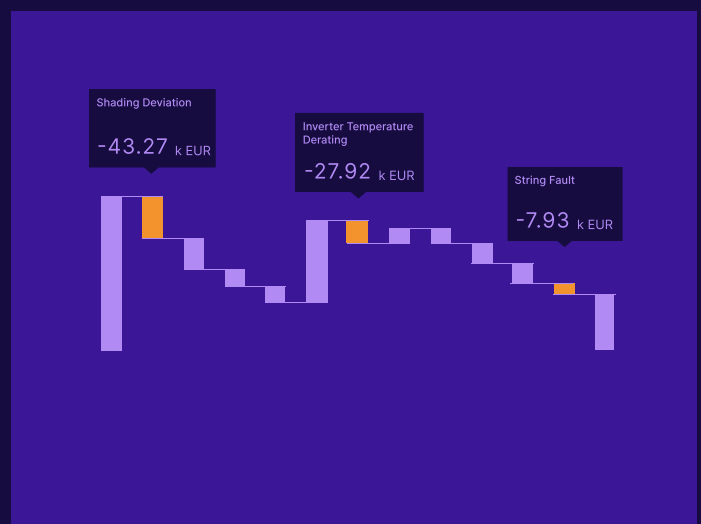 Shading Deviation
-43.27 k EUR
Inverter Temperature
Derating
-27.92 k EUR
String Fault
-7.93 k EUR